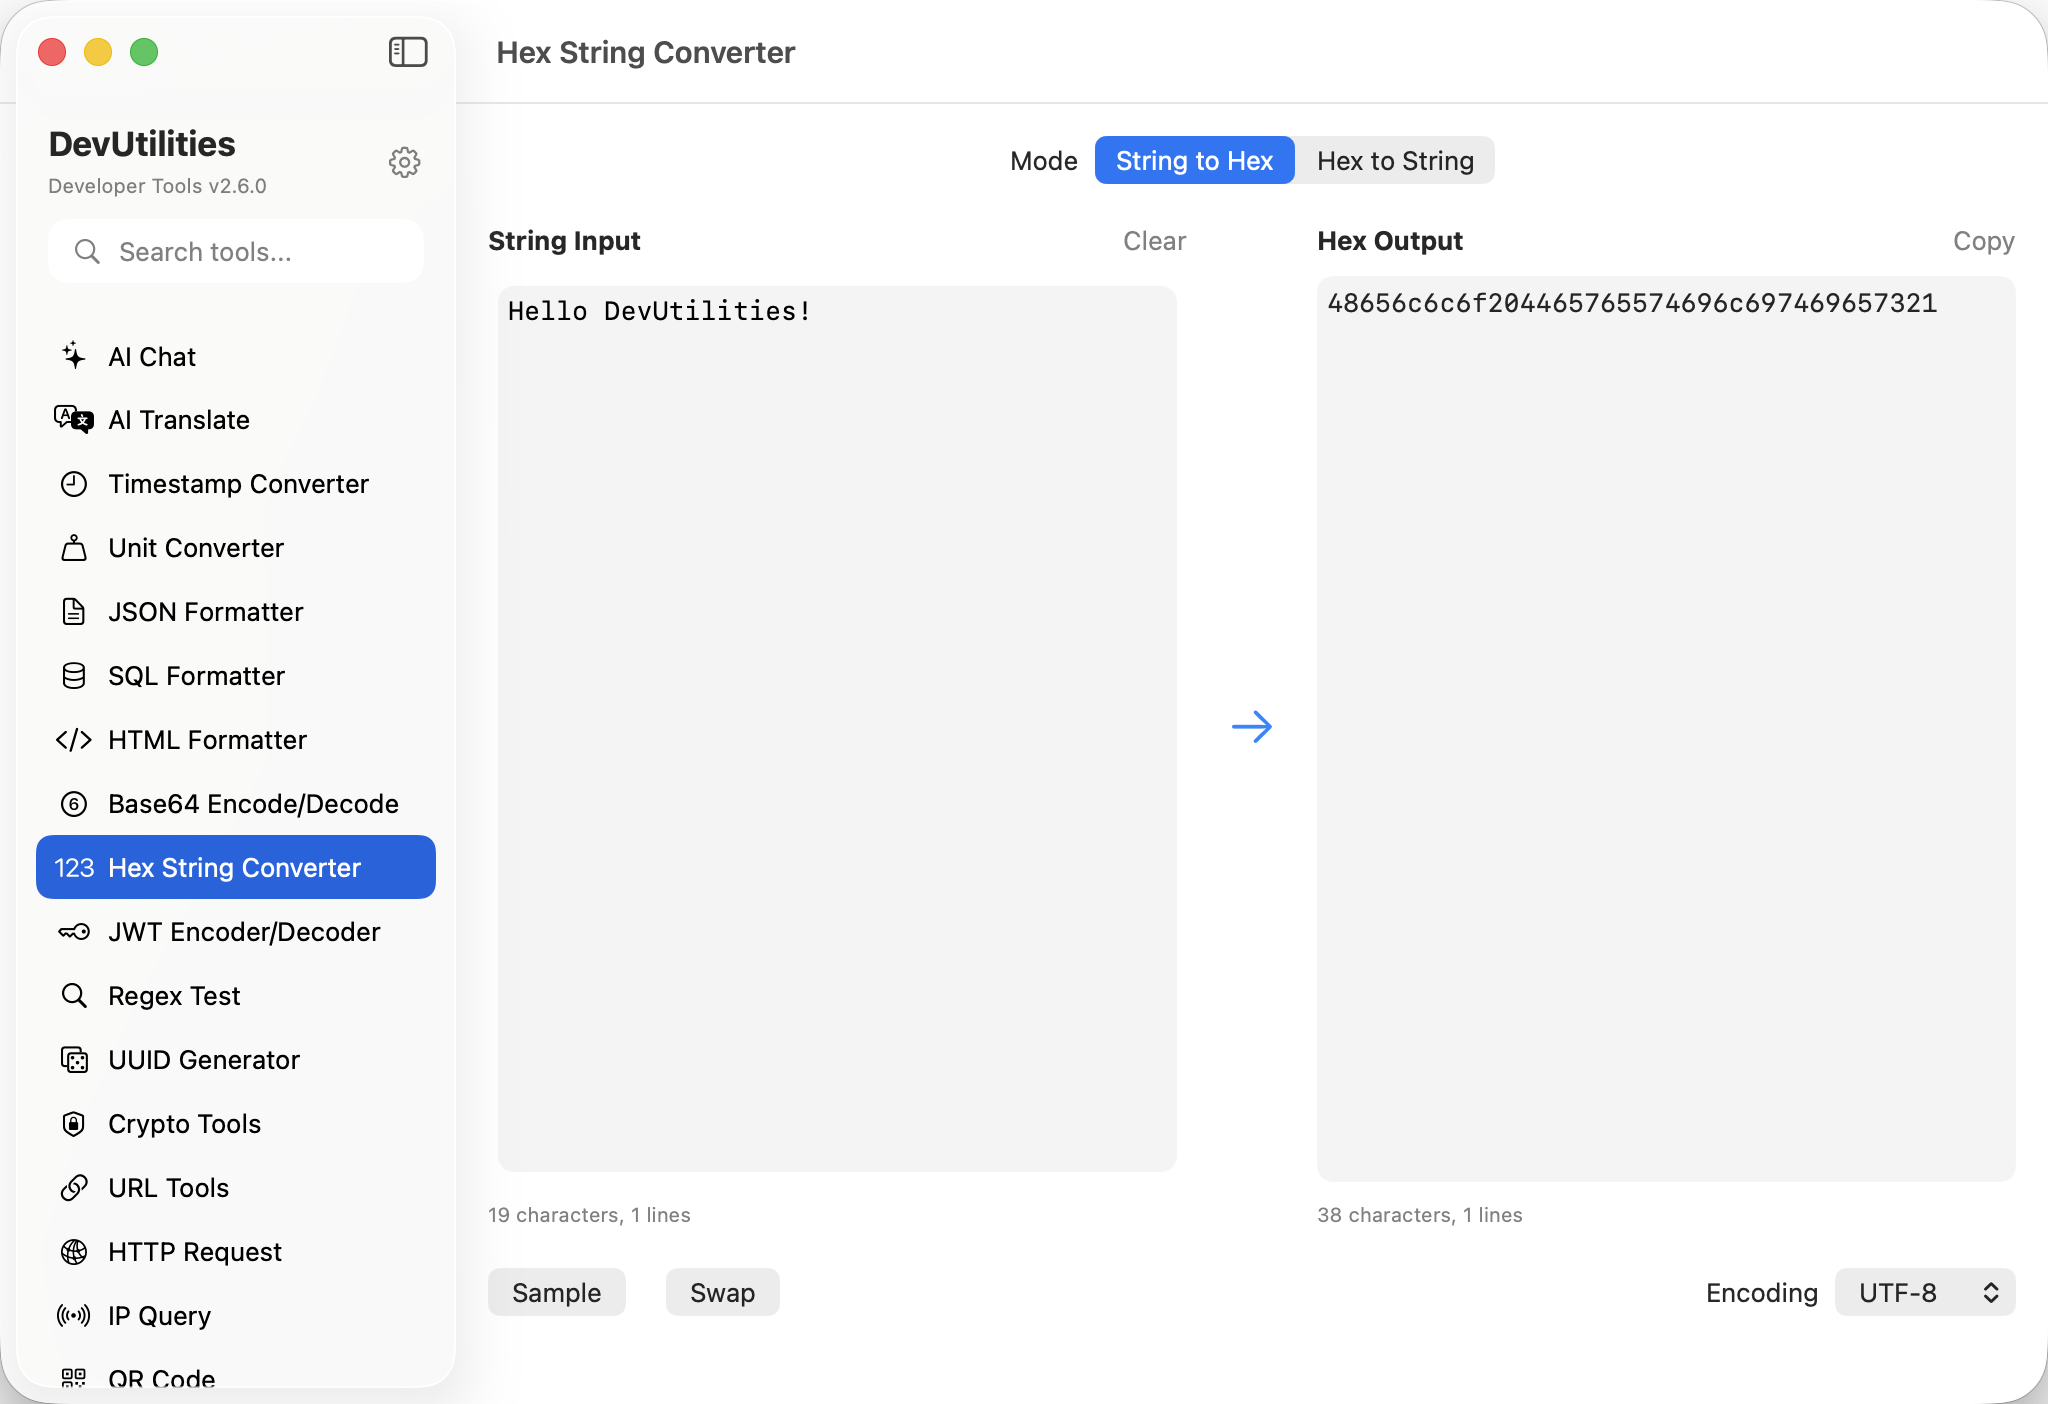 Hex String Converter
DevUtilities
Developer Tools v2.6.0
Search tools...
AI Chat
AI Translate
Timestamp Converter
Unit Converter
JSON Formatter
SQL Formatter
HTML Formatter
6 Base64 Encode/Decode
123 Hex String Converter
JWT Encoder/Decoder
Regex Test
UUID Generator
Crypto Tools
URL Tools
HTTP Request
IP Query
QR Code
Mode String to Hex Hex to String
String Input Clear
Hello DevUtilities!
19 characters, 1 lines
Sample Swap
Hex Output Copy
48656c6c6f204465765574696c697469657321
38 characters, 1 lines
Encoding UTF-8